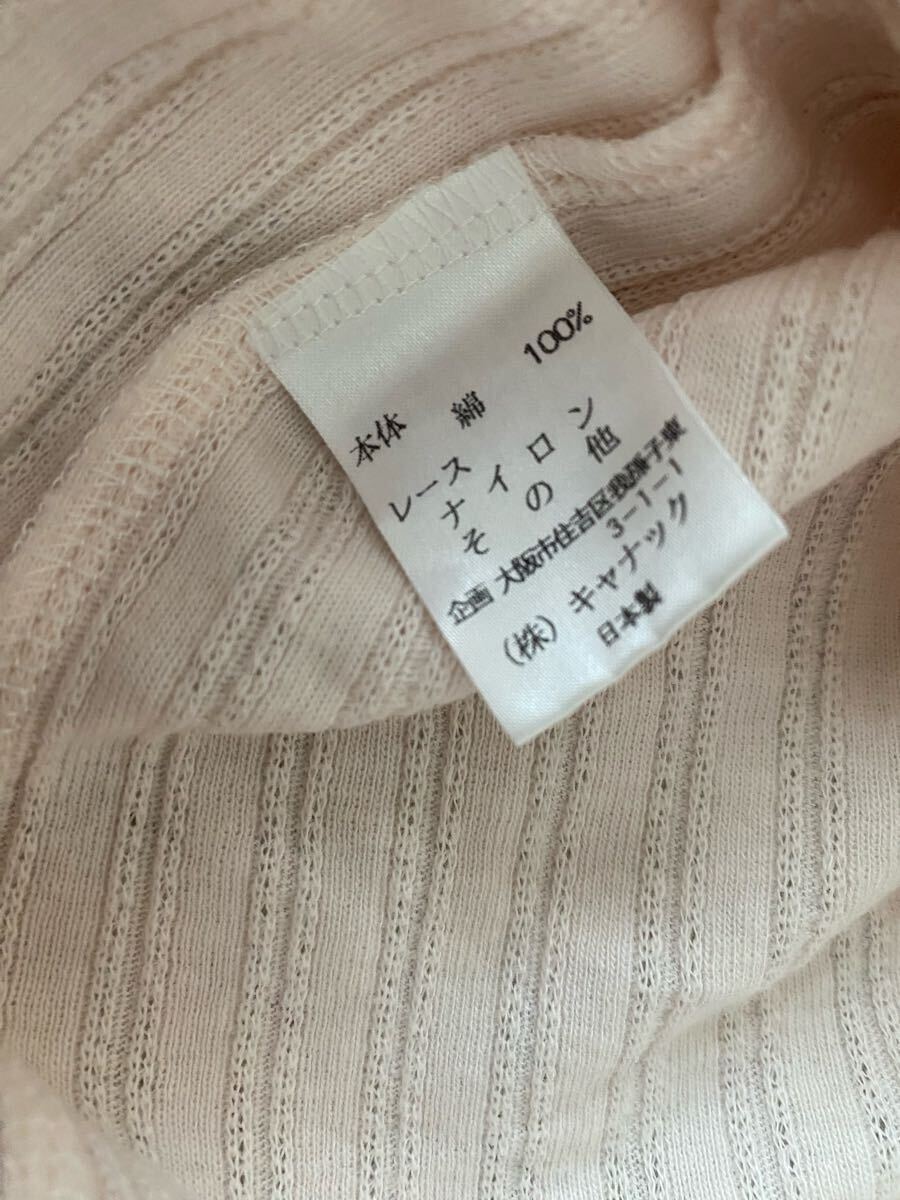 本体 綿 100%
レース
ナイロン
その他
企画 大阪市住吉区我孫子東
3-1-1
(株) キャナック
日本製